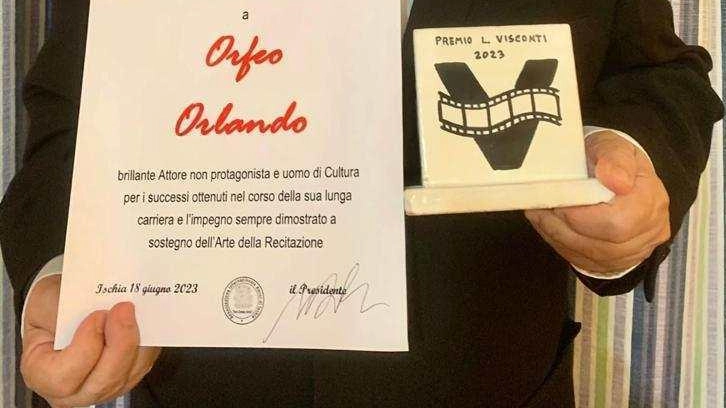 a
Orfeo
Orlando
brillante Attore non protagonista e uomo di Cultura
per i successi ottenuti nel corso della sua lunga
carriera e l'impegno sempre dimostrato a
sostegno dell'Arte della Recitazione
Ischia 18 giugno 2023
il Presidente
PREMIO L. VISCONTI
2023